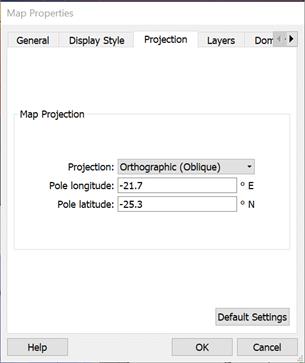 Map Properties
General Display Style Projection Layers
Map Projection
Projection: Orthographic (Oblique)
Pole longitude: -21.7 ° E
Pole latitude: -25.3 ° N
Default Settings
Help OK Cancel